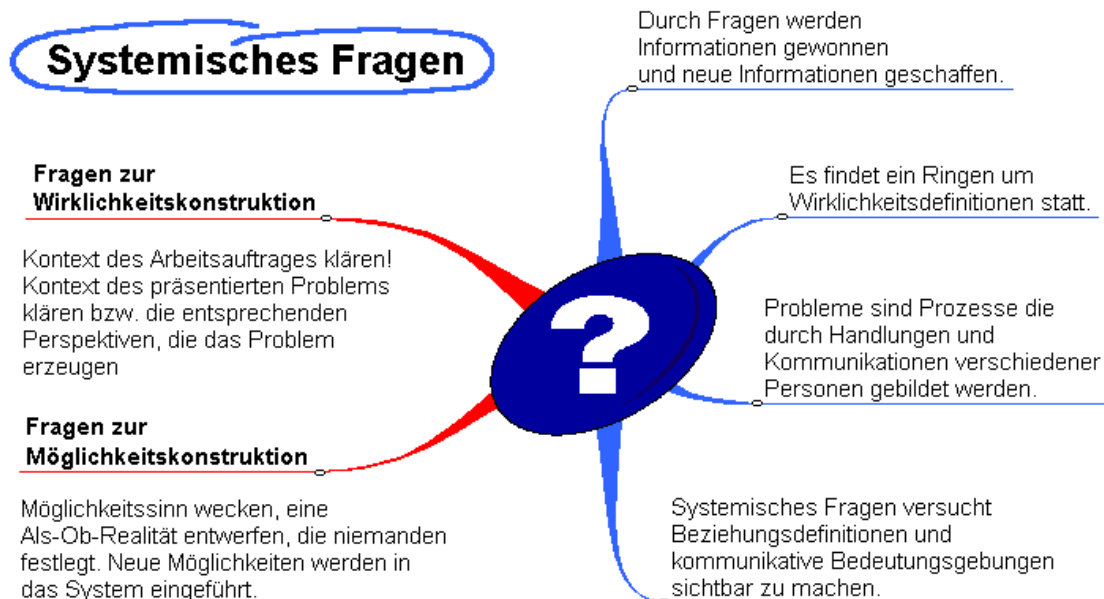 Systemisches Fragen
Fragen zur
Wirklichkeitskonstruktion
Kontext des Arbeitsauftrages klären!
Kontext des präsentierten Problems
klären bzw. die entsprechenden
Perspektiven, die das Problem
erzeugen
Fragen zur
Möglichkeitskonstruktion
Möglichkeitssinn wecken, eine
Als-Ob-Realität entwerfen, die niemanden
festlegt. Neue Möglichkeiten werden in
das System eingeführt.
?
Durch Fragen werden
Informationen gewonnen
und neue Informationen geschaffen.
Es findet ein Ringen um
Wirklichkeitsdefinitionen statt.
Probleme sind Prozesse die
durch Handlungen und
Kommunikationen verschiedener
Personen gebildet werden.
Systemisches Fragen versucht
Beziehungsdefinitionen und
kommunikative Bedeutungsgebungen
sichtbar zu machen.